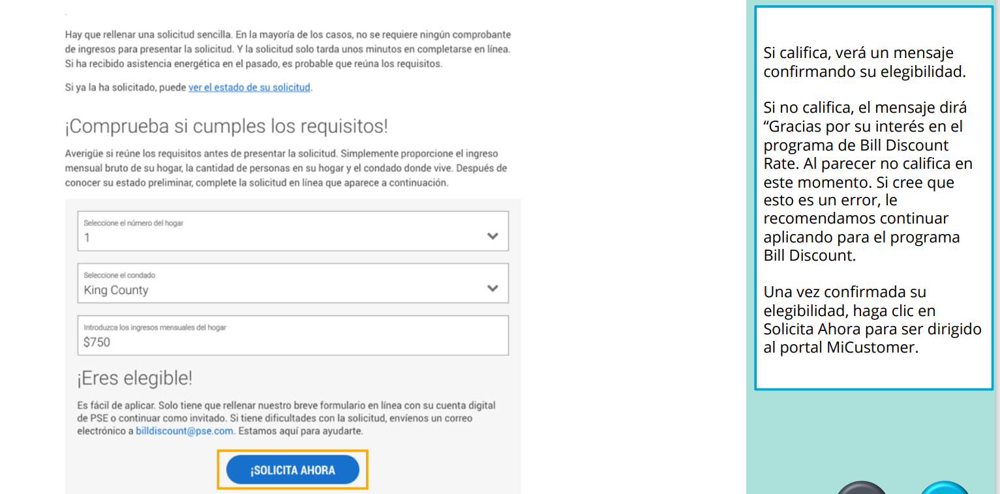 Hay que rellenar una solicitud sencilla. En la mayoría de los casos, no se requiere ningún comprobante
de ingresos para presentar la solicitud. Y la solicitud solo tarda unos minutos en completarse en línea.
Si ha recibido asistencia energética en el pasado, es probable que reúna los requisitos.
Si ya la ha solicitado, puede ver el estado de su solicitud.
¡Comprueba si cumples los requisitos!
Averigüe si reúne los requisitos antes de presentar la solicitud. Simplemente proporcione el ingreso
mensual bruto de su hogar, la cantidad de personas en su hogar y el condado donde vive. Después de
conocer su estado preliminar, complete la solicitud en línea que aparece a continuación.
Seleccione el número del hogar
1
Seleccione el condado
King County
Introduzca los ingresos mensuales del hogar
$750
¡Eres elegible!
Es fácil de aplicar. Solo tiene que rellenar nuestro breve formulario en línea con su cuenta digital
de PSE o continuar como invitado. Si tiene dificultades con la solicitud, envíenos un correo
electrónico a billdiscount@pse.com. Estamos aquí para ayudarte.
¡SOLICITA AHORA
Si califica, verá un mensaje
confirmando su elegibilidad.
Si no califica, el mensaje dirá
“Gracias por su interés en el
programa de Bill Discount
Rate. Al parecer no califica en
este momento. Si cree que
esto es un error, le
recomendamos continuar
aplicando para el programa
Bill Discount.
Una vez confirmada su
elegibilidad, haga clic en
Solicita Ahora para ser dirigido
al portal MiCustomer.